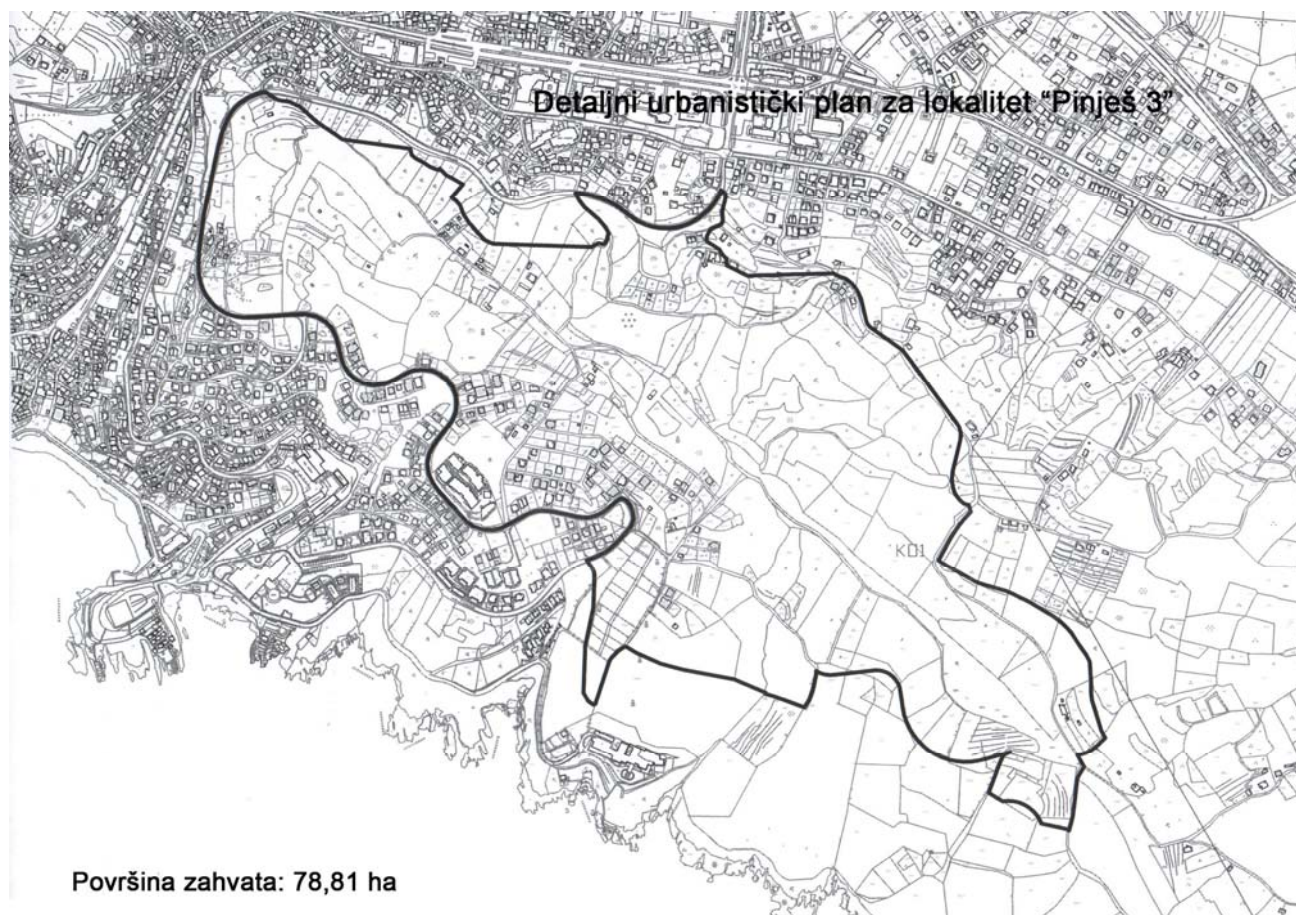 Detaljni urbanistički plan za lokalitet "Pinješ 3"
KO1
Površina zahvata: 78,81 ha